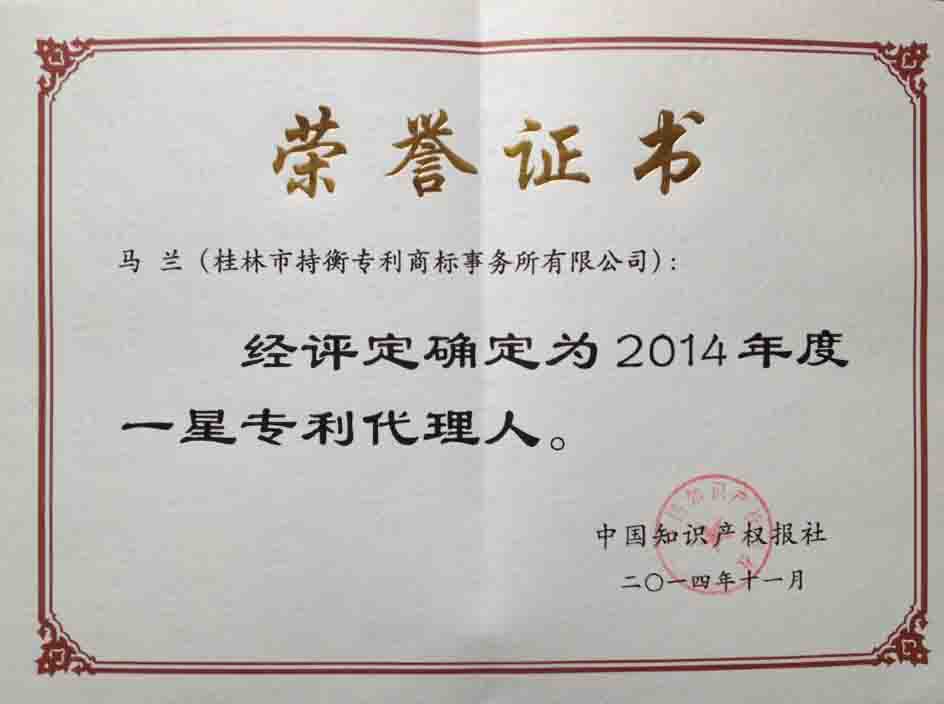 荣誉证书
马 兰（桂林市持衡专利商标事务所有限公司）：
经评定确定为2014年度
一星专利代理人。
中国知识产权报社
二〇一四年十一月